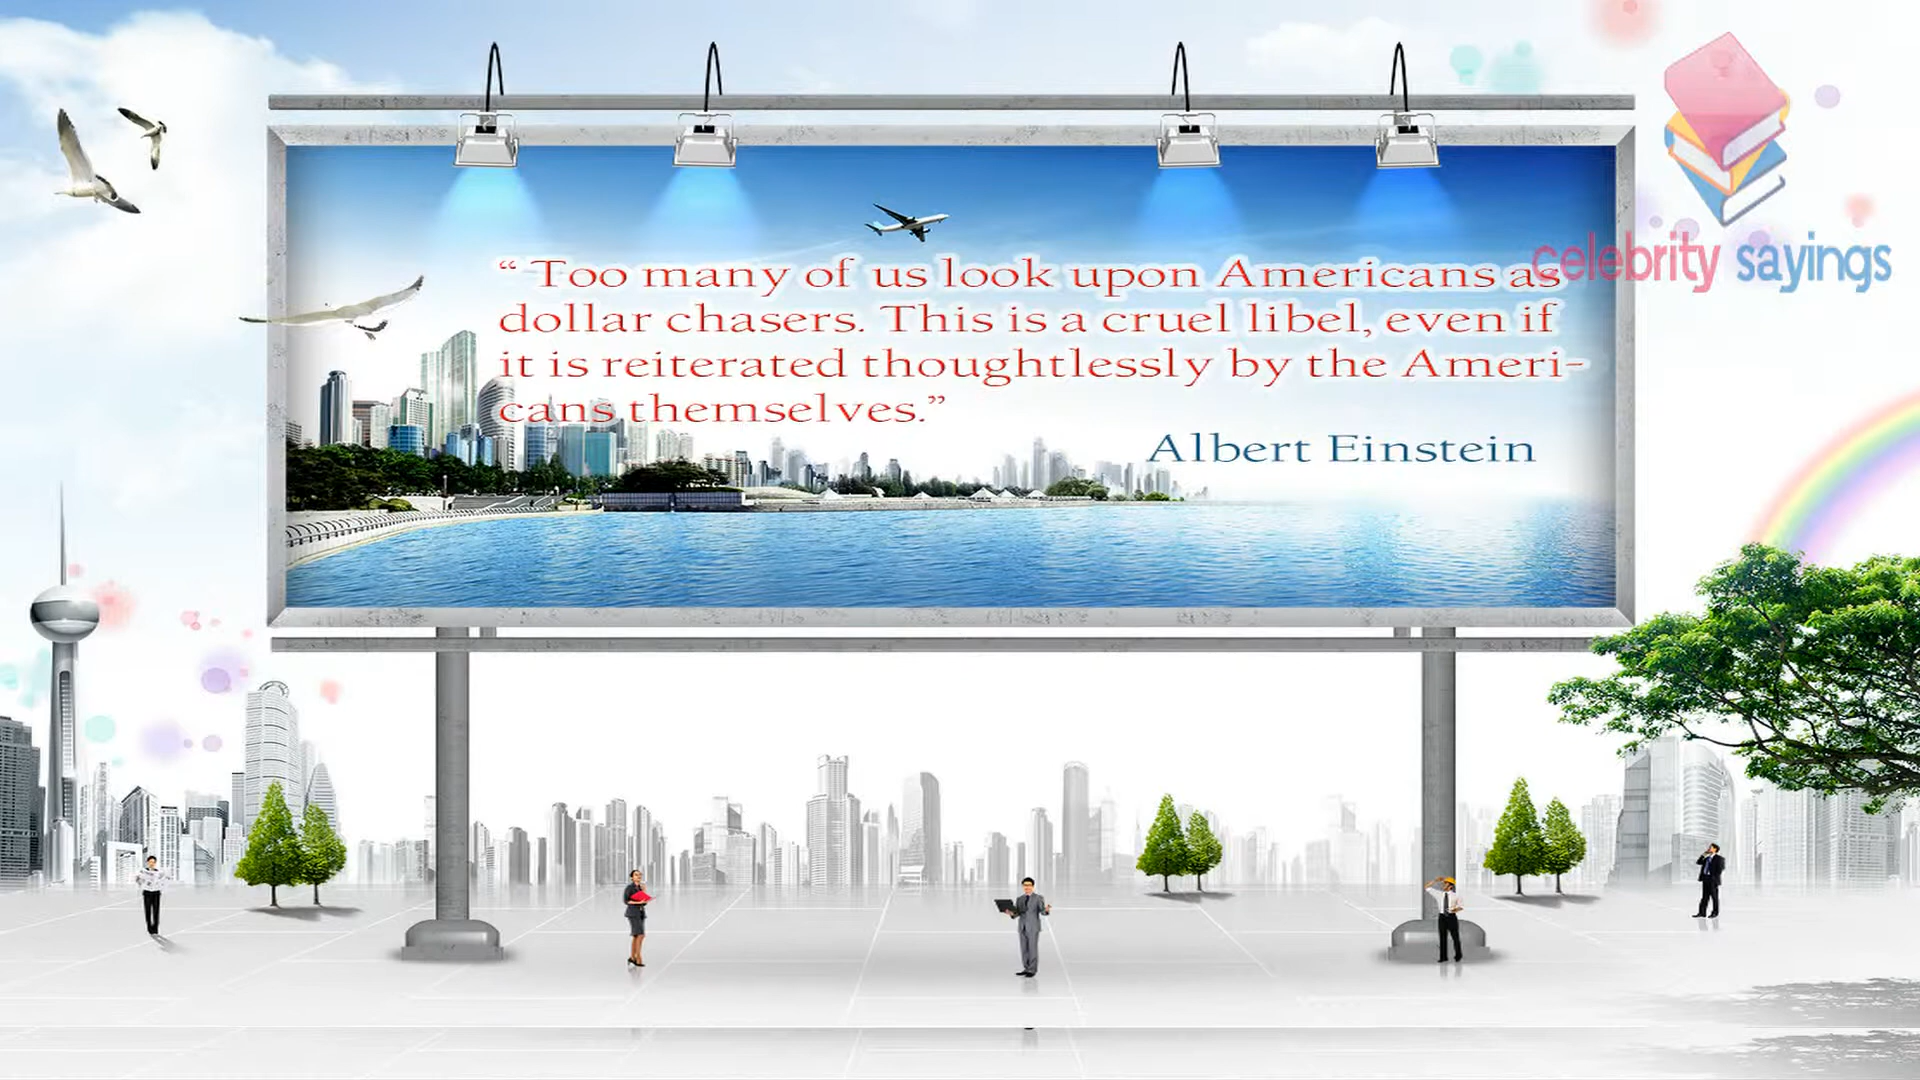 “ Too many of us look upon Americans as
dollar chasers. This is a cruel libel, even if
it is reiterated thoughtlessly by the Ameri-
cans themselves.”
Albert Einstein
celebrity sayings